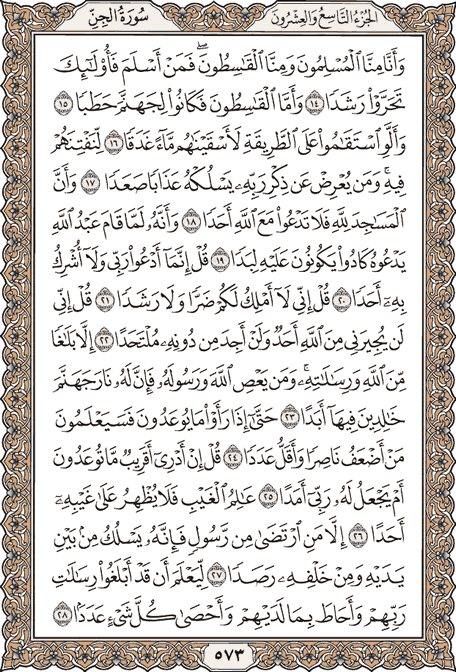 الجزء التاسع والعشرون
سورة الجن
وَأَنَّا مِنَّا ٱلْمُسْلِمُونَ وَمِنَّا ٱلْقَٰسِطُونَۖ فَمَنْ أَسْلَمَ فَأُو۟لَٰٓئِكَ
تَحَرَّوْا۟ رَشَدًا ١٤ وَأَمَّا ٱلْقَٰسِطُونَ فَكَانُوا۟ لِجَهَنَّمَ حَطَبًا ١٥
وَأَلَّوِ ٱسْتَقَٰمُوا۟ عَلَى ٱلطَّرِيقَةِ لَأَسْقَيْنَٰهُم مَّآءً غَدَقًا ١٦ لِّنَفْتِنَهُمْ
فِيهِۚ وَمَن يُعْرِضْ عَن ذِكْرِ رَبِّهِۦ يَسْلُكْهُ عَذَابًا صَعَدًا ١٧ وَأَنَّ
ٱلْمَسَٰجِدَ لِلَّهِ فَلَا تَدْعُوا۟ مَعَ ٱللَّهِ أَحَدًا ١٨ وَأَنَّهُۥ لَمَّا قَامَ عَبْدُ ٱللَّهِ
يَدْعُوهُ كَادُوا۟ يَكُونُونَ عَلَيْهِ لِبَدًا ١٩ قُلْ إِنَّمَآ أَدْعُوا۟ رَبِّى وَلَآ أُشْرِكُ
بِهِۦٓ أَحَدًا ٢٠ قُلْ إِنِّى لَآ أَمْلِكُ لَكُمْ ضَرًّا وَلَا رَشَدًا ٢١ قُلْ إِنِّى
لَن يُجِيرَنِى مِنَ ٱللَّهِ أَحَدٌ وَلَنْ أَجِدَ مِن دُونِهِۦ مُلْتَحَدًا ٢٢ إِلَّا بَلَٰغًا
مِّنَ ٱللَّهِ وَرِسَٰلَٰتِهِۦۚ وَمَن يَعْصِ ٱللَّهَ وَرَسُولَهُۥ فَإِنَّ لَهُۥ نَارَ جَهَنَّمَ
خَٰلِدِينَ فِيهَآ أَبَدًا ٢٣ حَتَّىٰٓ إِذَا رَأَوْا۟ مَا يُوعَدُونَ فَسَيَعْلَمُونَ
مَنْ أَضْعَفُ نَاصِرًا وَأَقَلُّ عَدَدًا ٢٤ قُلْ إِنْ أَدْرِىٓ أَقَرِيبٌ مَّا تُوعَدُونَ
أَمْ يَجْعَلُ لَهُۥ رَبِّىٓ أَمَدًا ٢٥ عَٰلِمُ ٱلْغَيْبِ فَلَا يُظْهِرُ عَلَىٰ غَيْبِهِۦٓ
أَحَدًا ٢٦ إِلَّا مَنِ ٱرْتَضَىٰ مِن رَّسُولٍ فَإِنَّهُۥ يَسْلُكُ مِنۢ بَيْنِ
يَدَيْهِ وَمِنْ خَلْفِهِۦ رَصَدًا ٢٧ لِّيَعْلَمَ أَن قَدْ أَبْلَغُوا۟ رِسَٰلَٰتِ
رَبِّهِمْ وَأَحَاطَ بِمَا لَدَيْهِمْ وَأَحْصَىٰ كُلَّ شَىْءٍ عَدَدًۢا ٢٨
٥٧٣